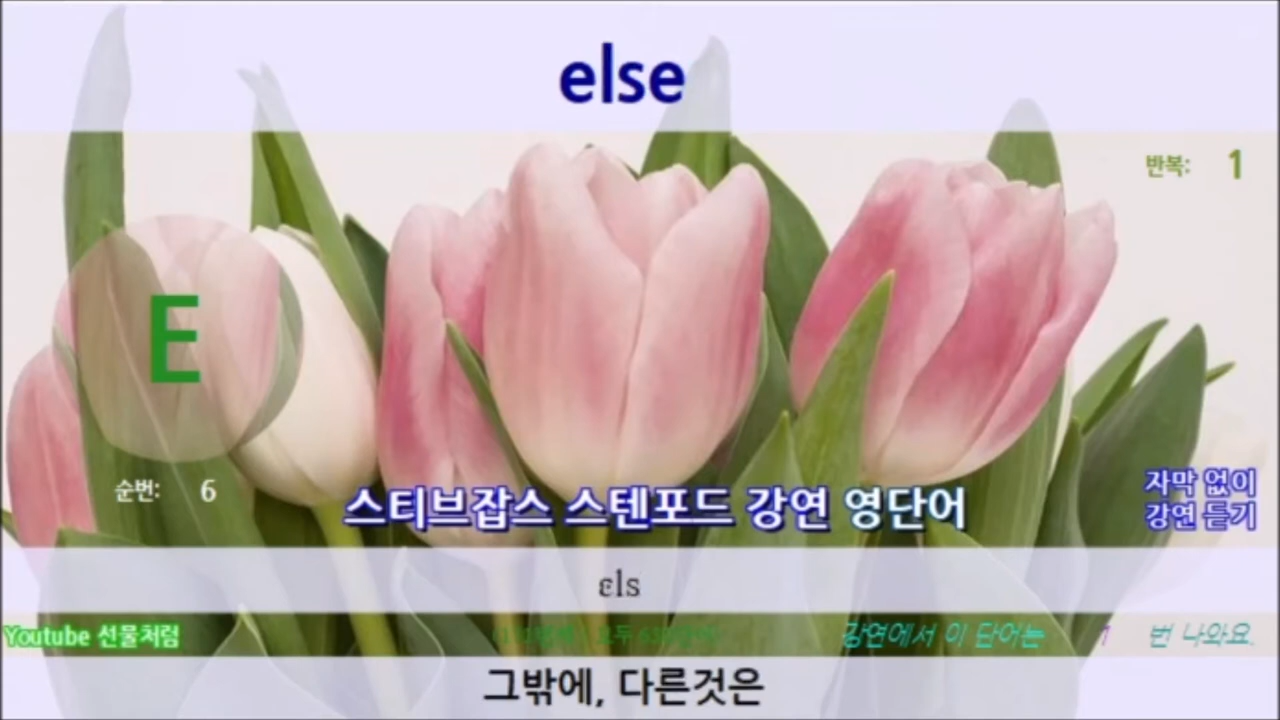 else
반복: 1
E
순번: 6
스티브잡스 스텐포드 강연 영단어
자막 없이
강연 듣기
ɛls
Youtube 선물처럼
강연에서 이 단어는 1 번 나와요.
그밖에, 다른것은